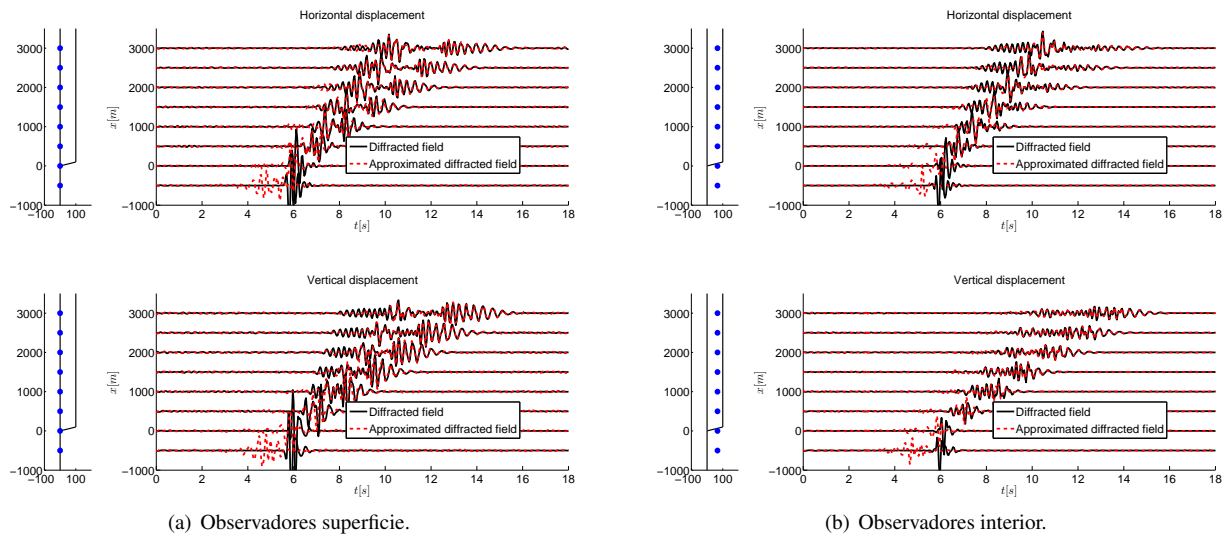 Horizontal displacement
3000
2000
1000
0
−1000
−100 100
x[m]
3000
2000
1000
0
−1000
0 2 4 6 8 10 12 14 16 18
t[s]
Diffracted field
Approximated diffracted field
Horizontal displacement
3000
2000
1000
0
−1000
−100 100
x[m]
3000
2000
1000
0
−1000
0 2 4 6 8 10 12 14 16 18
t[s]
Diffracted field
Approximated diffracted field
Vertical displacement
3000
2000
1000
0
−1000
−100 100
x[m]
3000
2000
1000
0
−1000
0 2 4 6 8 10 12 14 16 18
t[s]
Diffracted field
Approximated diffracted field
Vertical displacement
3000
2000
1000
0
−1000
−100 100
x[m]
3000
2000
1000
0
−1000
0 2 4 6 8 10 12 14 16 18
t[s]
Diffracted field
Approximated diffracted field
(a) Observadores superficie.
(b) Observadores interior.